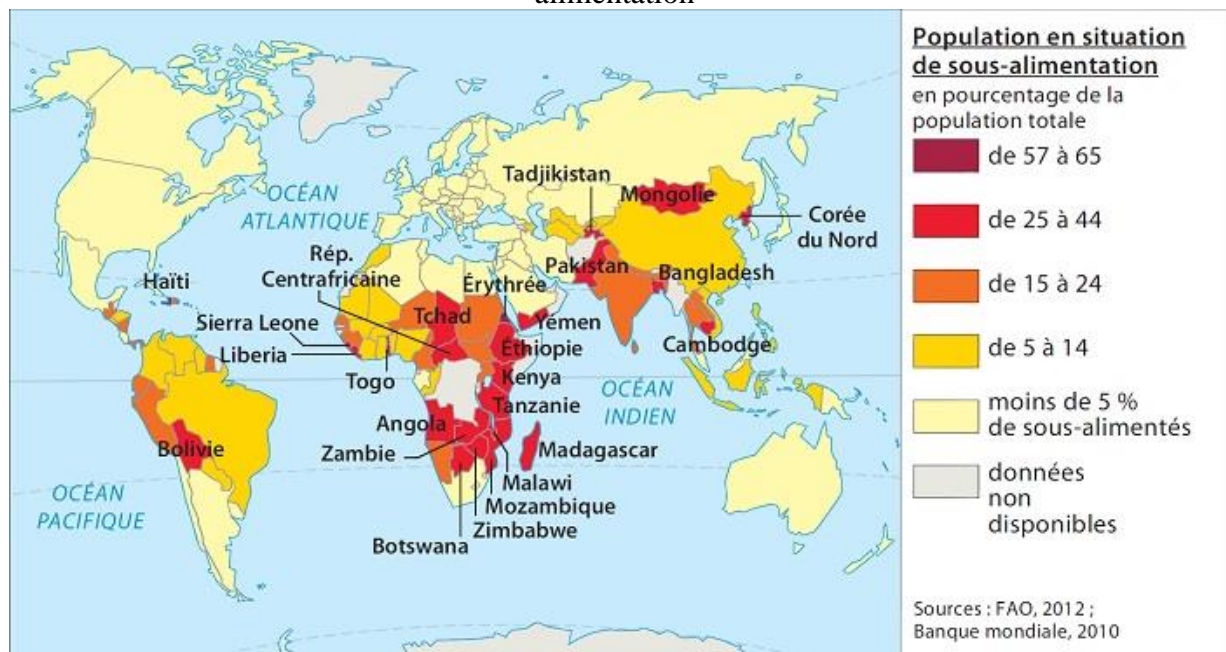 alimentation
Population en situation
de sous-alimentation
en pourcentage de la
population totale
de 57 à 65
de 25 à 44
de 15 à 24
de 5 à 14
moins de 5 %
de sous-alimentés
données
non
disponibles
Sources : FAO, 2012 ;
Banque mondiale, 2010
OCÉAN
ATLANTIQUE
Tadjikistan
Mongolie
Corée
du Nord
Rép.
Centrafricaine
Haïti
Érythrée
Pakistan
Bangladesh
Tchad
Sierra Leone
Yémen
Liberia
Éthiopie
Cambodge
Togo
Kenya
OCÉAN
INDIEN
Tanzanie
Angola
Bolivie
Zambie
Madagascar
Malawi
OCÉAN
PACIFIQUE
Mozambique
Zimbabwe
Botswana